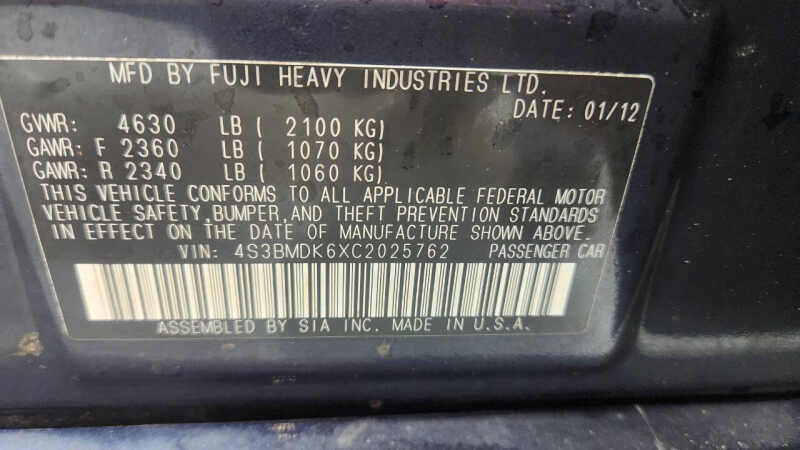 MFD BY FUJI HEAVY INDUSTRIES LTD.
DATE: 01/12
GVWR: 4630 LB ( 2100 KG)
GAWR: F 2360 LB ( 1070 KG)
GAWR: R 2340 LB ( 1060 KG)
THIS VEHICLE CONFORMS TO ALL APPLICABLE FEDERAL MOTOR
VEHICLE SAFETY,BUMPER,AND THEFT PREVENTION STANDARDS
IN EFFECT ON THE DATE OF MANUFACTURE SHOWN ABOVE.
VIN: 4S3BMDK6XC2025762 PASSENGER CAR
ASSEMBLED BY SIA INC. MADE IN U.S.A.